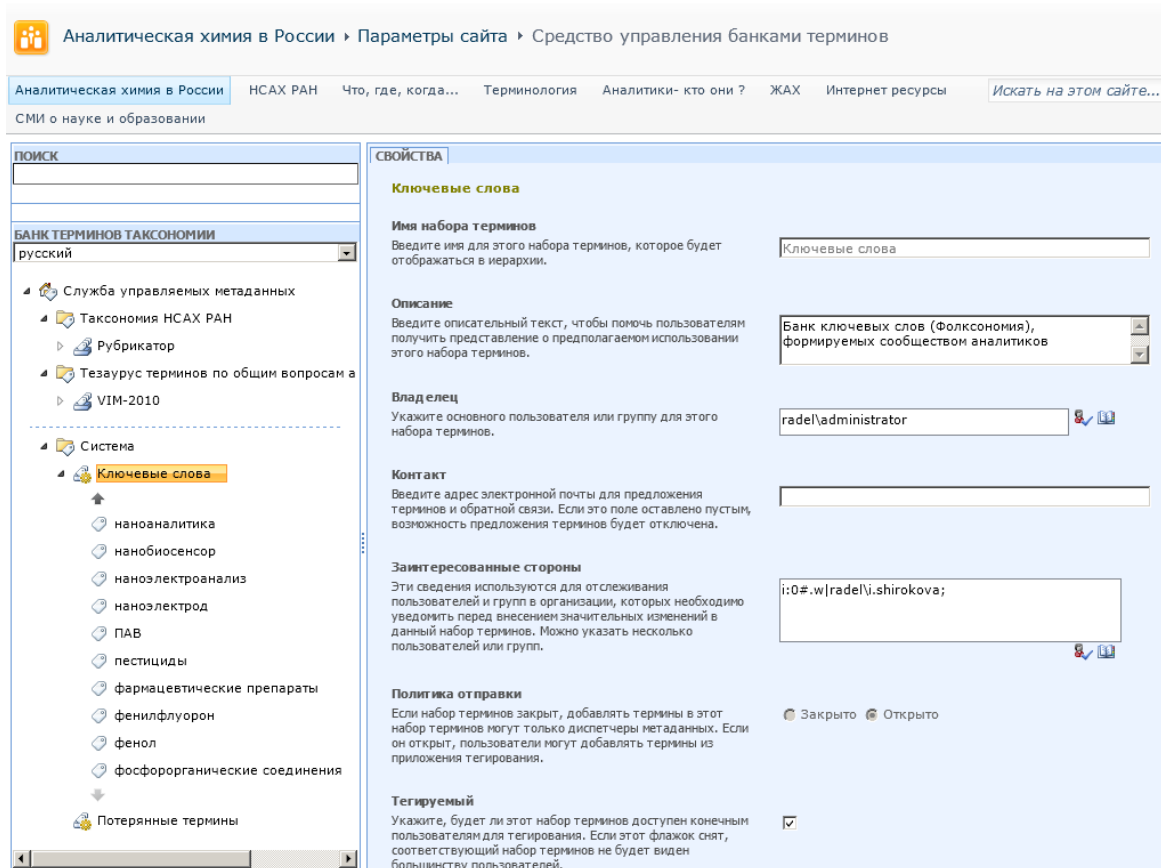 Аналитическая химия в России ▸ Параметры сайта ▸ Средство управления банками терминов
Аналитическая химия в России НСАХ РАН Что, где, когда... Терминология Аналитики- кто они ? ЖАХ Интернет ресурсы Искать на этом сайте...
СМИ о науке и образовании
ПОИСК
БАНК ТЕРМИНОВ ТАКСОНОМИИ
русский
Служба управляемых метаданных
Таксономия НСАХ РАН
Рубрикатор
Тезаурус терминов по общим вопросам а
VIM-2010
Система
Ключевые слова
наноаналитика
нанобиосенсор
наноэлектроанализ
наноэлектрод
ПАВ
пестициды
фармацевтические препараты
фенилфлуорон
фенол
фосфорорганические соединения
Потерянные термины
СВОЙСТВА
Ключевые слова
Имя набора терминов
Введите имя для этого набора терминов, которое будет
отображаться в иерархии.
Ключевые слова
Описание
Введите описательный текст, чтобы помочь пользователям
получить представление о предполагаемом использовании
этого набора терминов.
Банк ключевых слов (Фолксономия),
формируемых сообществом аналитиков
Владелец
Укажите основного пользователя или группу для этого
набора терминов.
radel\administrator
Контакт
Введите адрес электронной почты для предложения
терминов и обратной связи. Если это поле оставлено пустым,
возможность предложения терминов будет отключена.
Заинтересованные стороны
Эти сведения используются для отслеживания
пользователей и групп в организации, которых необходимо
уведомить перед внесением значительных изменений в
данный набор терминов. Можно указать несколько
пользователей или групп.
i:0#.w|radel\i.shirokova;
Политика отправки
Если набор терминов закрыт, добавлять термины в этот
набор терминов могут только диспетчеры метаданных. Если
он открыт, пользователи могут добавлять термины из
приложения тегирования.
Закрыто Открыто
Тегируемый
Укажите, будет ли этот набор терминов доступен конечным
пользователям для тегирования. Если этот флажок снят,
соответствующий набор терминов не будет виден
большинству пользователей.